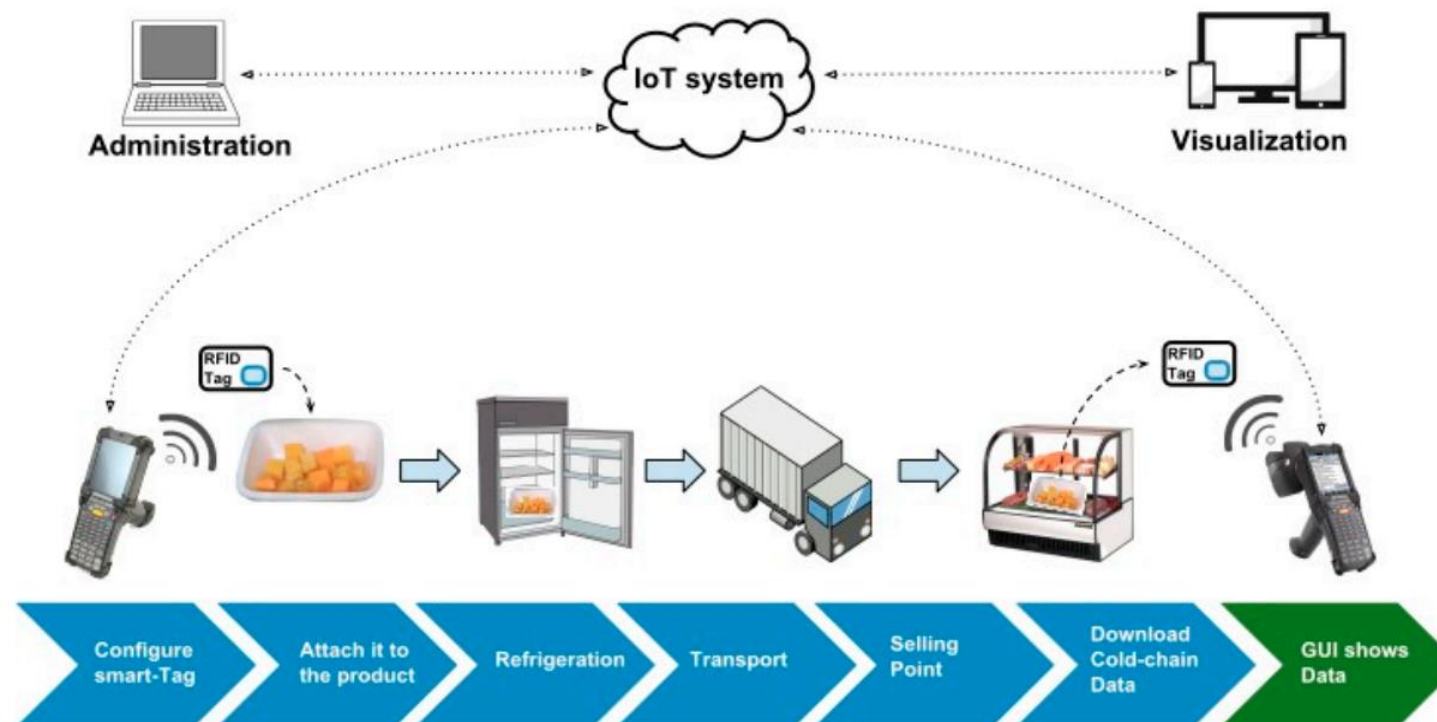 IoT system
Administration
Visualization
RFID
Tag
RFID
Tag
Configure
smart-Tag
Attach it to
the product
Refrigeration
Transport
Selling
Point
Download
Cold-chain
Data
GUI shows
Data